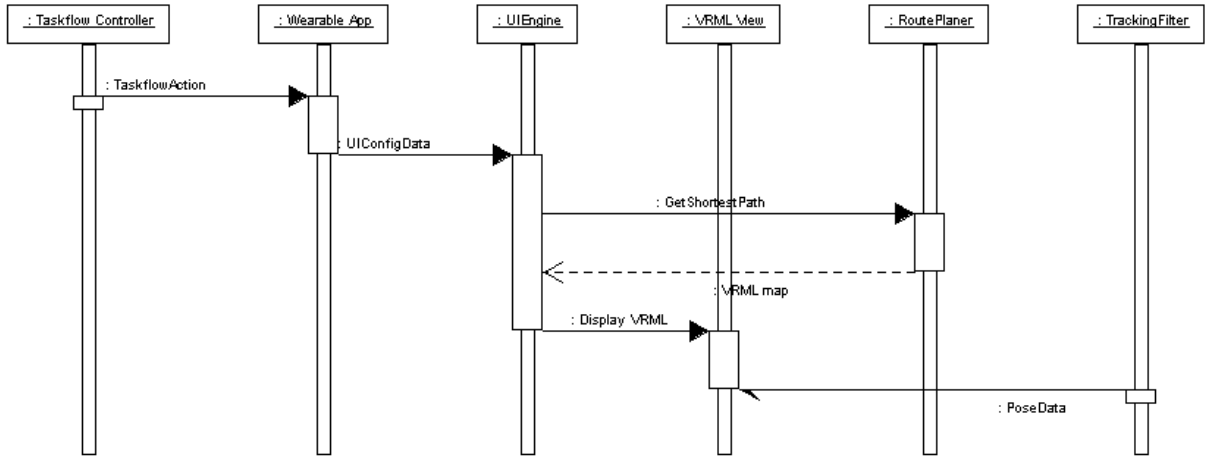 : Taskflow Controller
: Wearable App
: UIEngine
: VRML View
: RoutePlaner
: TrackingFilter
: TaskflowAction
: UIConfigData
: GetShortestPath
: VRML map
: Display VRML
: PoseData